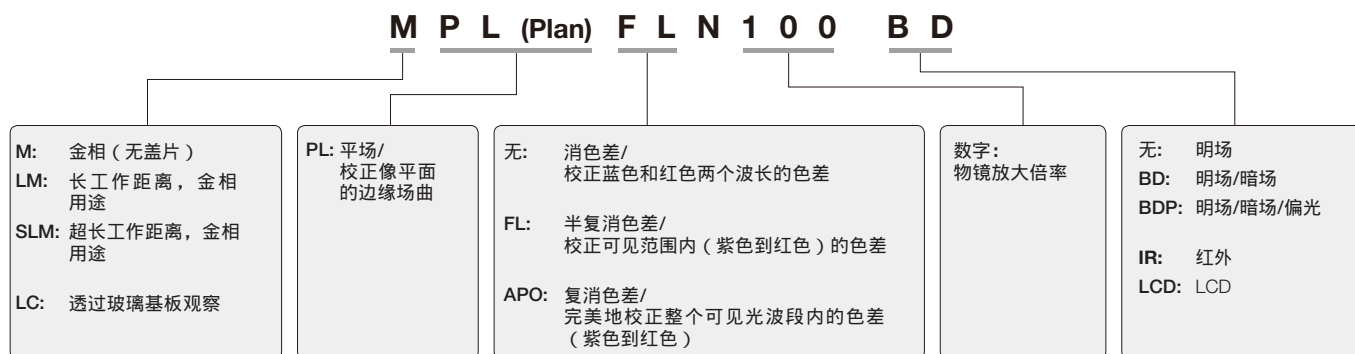 M P L (Plan) F L N 1 0 0 B D
M: 金相（无盖片）
LM: 长工作距离，金相
用途
SLM: 超长工作距离，金相
用途
LC: 透过玻璃基板观察
PL: 平场/
校正像平面
的边缘场曲
无: 消色差/
校正蓝色和红色两个波长的色差
FL: 半复消色差/
校正可见范围内（紫色到红色）的色差
APO: 复消色差/
完美地校正整个可见光波段内的色差
（紫色到红色）
数字:
物镜放大倍率
无: 明场
BD: 明场/暗场
BDP: 明场/暗场/偏光
IR: 红外
LCD: LCD